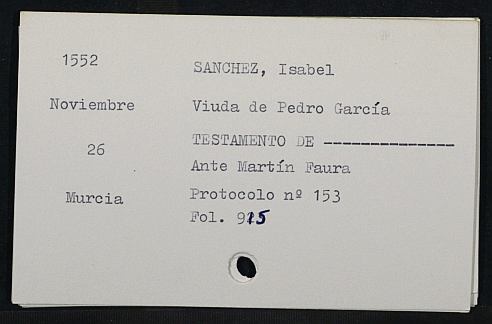 1552
SANCHEZ, Isabel
Noviembre
Viuda de Pedro García
26
TESTAMENTO DE --------------
Ante Martín Faura
Murcia
Protocolo nº 153
Fol. 915